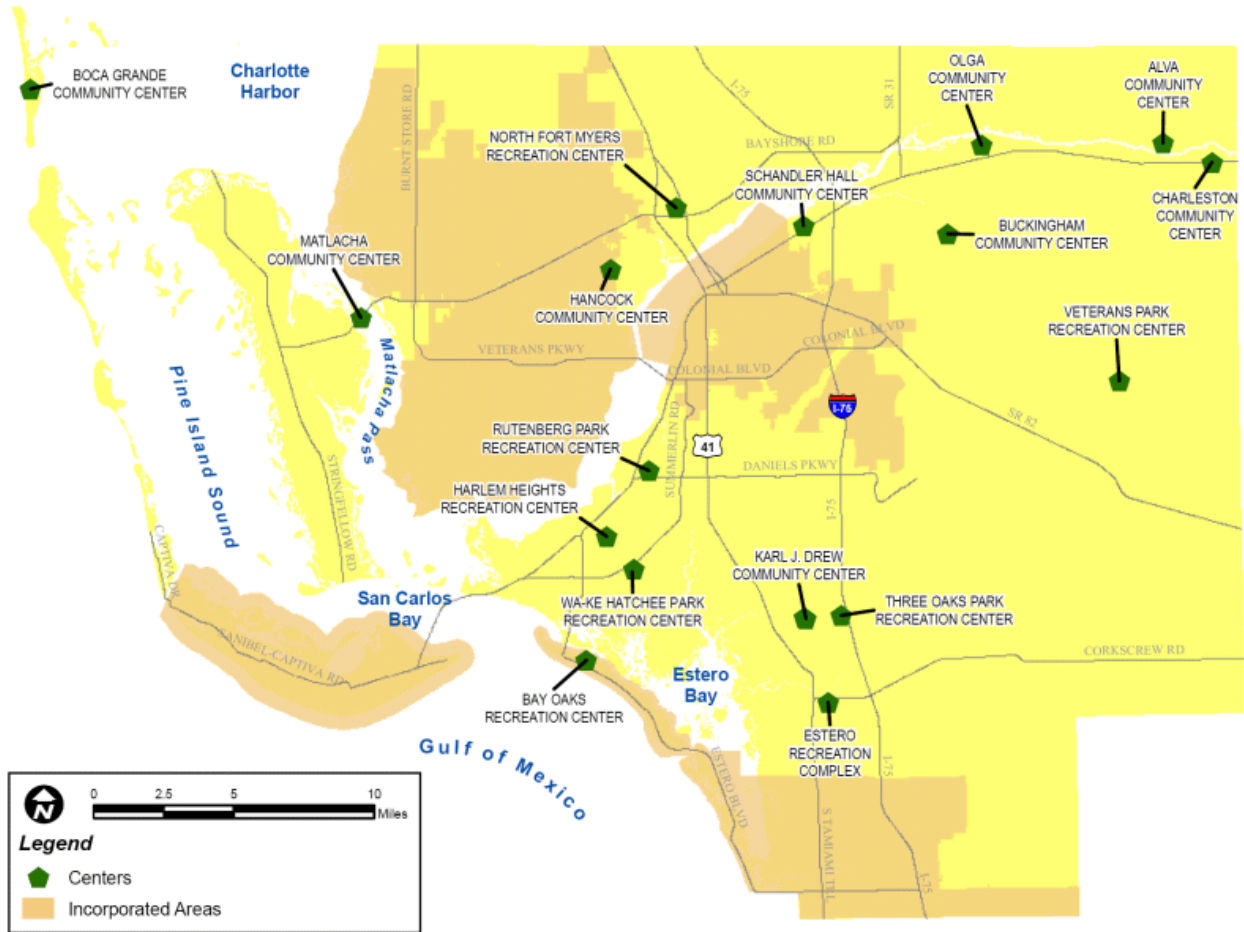 BOCA GRANDE
COMMUNITY CENTER
Charlotte
Harbor
OLGA
COMMUNITY
CENTER
ALVA
COMMUNITY
CENTER
I-75
SR 31
BURNT STORE RD
NORTH FORT MYERS
RECREATION CENTER
BAYSHORE RD
SCHANDLER HALL
COMMUNITY CENTER
CHARLESTON
COMMUNITY
CENTER
BUCKINGHAM
COMMUNITY CENTER
MATLACHA
COMMUNITY CENTER
HANCOCK
COMMUNITY CENTER
VETERANS PARK
RECREATION CENTER
Matlacha Pass
VETERANS PKWY
COLONIAL BLVD
COLONIAL BLVD
Pine Island Sound
I-75
SR 82
RUTENBERG PARK
RECREATION CENTER
SUMMERLIN RD
41
DANIELS PKWY
STRINGFELLOW RD
HARLEM HEIGHTS
RECREATION CENTER
I-75
CAPTIVA DR
KARL J. DREW
COMMUNITY CENTER
San Carlos
Bay
WA-KE HATCHEE PARK
RECREATION CENTER
THREE OAKS PARK
RECREATION CENTER
SANIBEL-CAPTIVA RD
CORKSCREW RD
Estero
Bay
BAY OAKS
RECREATION CENTER
ESTERO
RECREATION
COMPLEX
Gulf of Mexico
ESTERO BLVD
I-75
S TAMIAMI TRL
I-75
N
0 2.5 5 10
Miles
Legend
Centers
Incorporated Areas